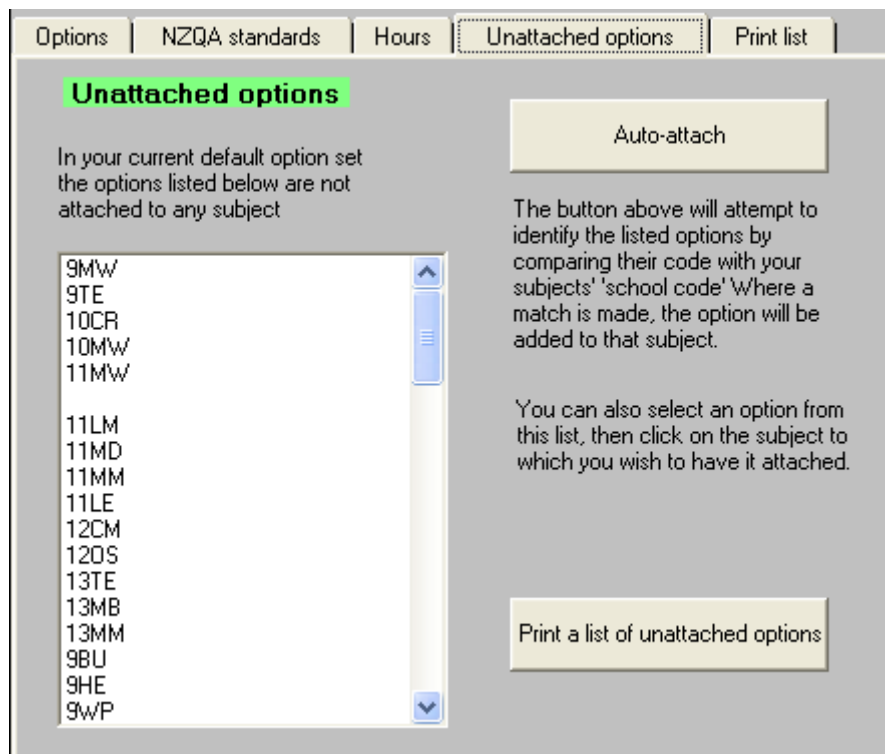 Options
NZQA standards
Hours
Unattached options
Print list
Unattached options
In your current default option set
the options listed below are not
attached to any subject
9MW
9TE
10CR
10MW
11MW
11LM
11MD
11MM
11LE
12CM
12OS
13TE
13MB
13MM
9BU
9HE
9WP
Auto-attach
The button above will attempt to
identify the listed options by
comparing their code with your
subjects' 'school code' Where a
match is made, the option will be
added to that subject.
You can also select an option from
this list, then click on the subject to
which you wish to have it attached.
Print a list of unattached options